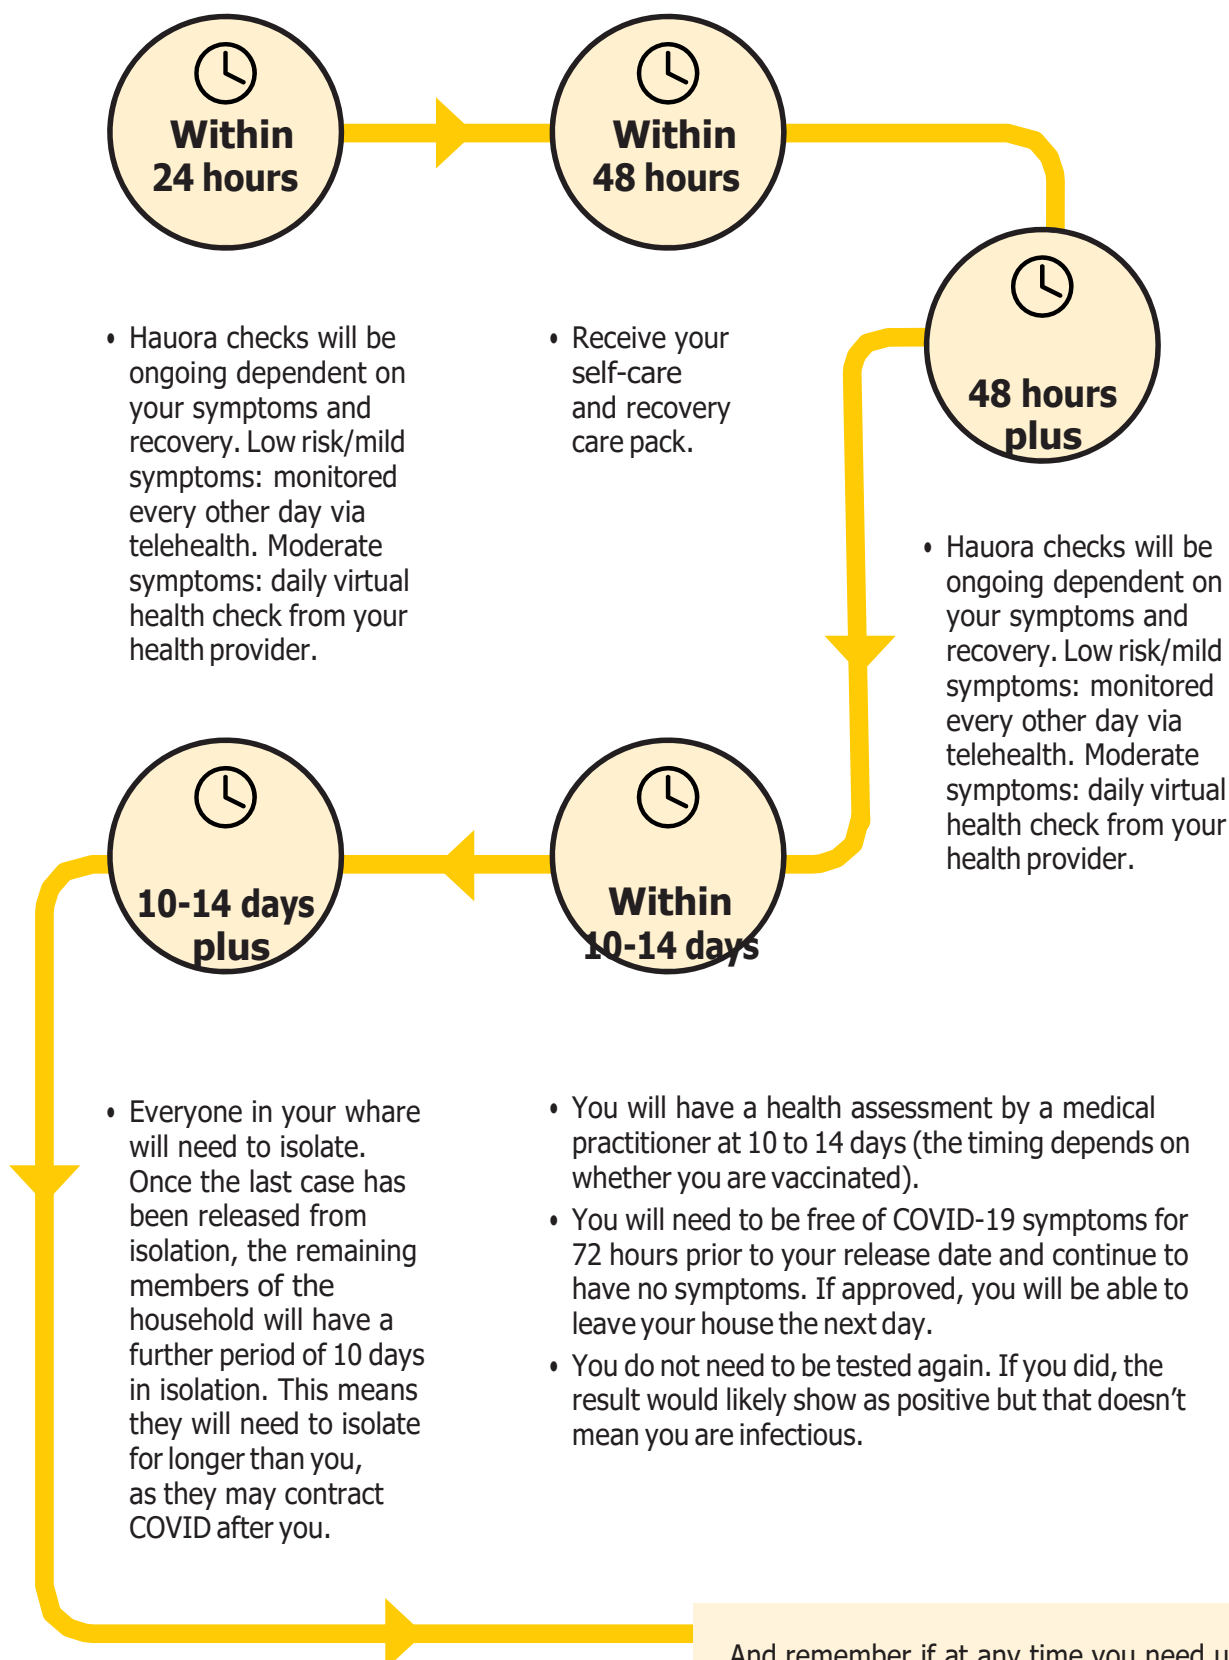 Within
24 hours
Within
48 hours
48 hours
plus
• Hauora checks will be
ongoing dependent on
your symptoms and
recovery. Low risk/mild
symptoms: monitored
every other day via
telehealth. Moderate
symptoms: daily virtual
health check from your
health provider.
• Receive your
self-care
and recovery
care pack.
• Hauora checks will be
ongoing dependent on
your symptoms and
recovery. Low risk/mild
symptoms: monitored
every other day via
telehealth. Moderate
symptoms: daily virtual
health check from your
health provider.
Within
10-14 days
10-14 days
plus
• You will have a health assessment by a medical
practitioner at 10 to 14 days (the timing depends on
whether you are vaccinated).
• You will need to be free of COVID-19 symptoms for
72 hours prior to your release date and continue to
have no symptoms. If approved, you will be able to
leave your house the next day.
• You do not need to be tested again. If you did, the
result would likely show as positive but that doesn’t
mean you are infectious.
• Everyone in your whare
will need to isolate.
Once the last case has
been released from
isolation, the remaining
members of the
household will have a
further period of 10 days
in isolation. This means
they will need to isolate
for longer than you,
as they may contract
COVID after you.
And remember if at any time you need